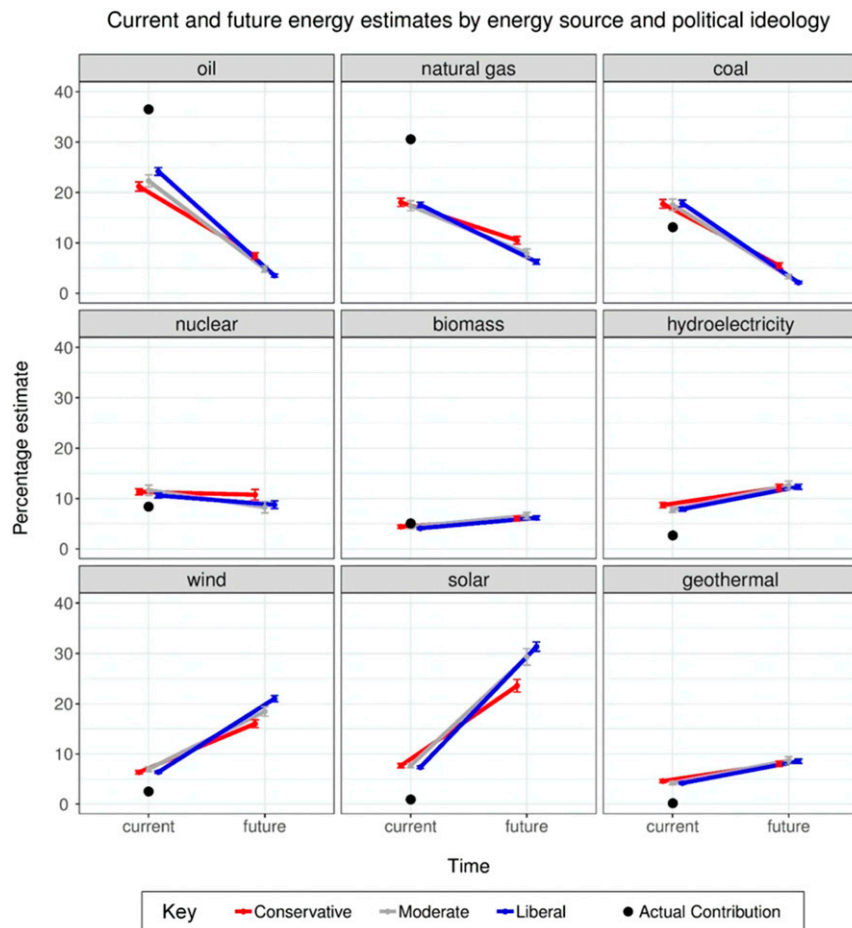 Current and future energy estimates by energy source and political ideology
oil natural gas coal
40
30
20
10
0
nuclear biomass hydroelectricity
40
30
20
10
0
Percentage estimate
wind solar geothermal
40
30
20
10
0
current future current future current future
Time
Key Conservative Moderate Liberal Actual Contribution